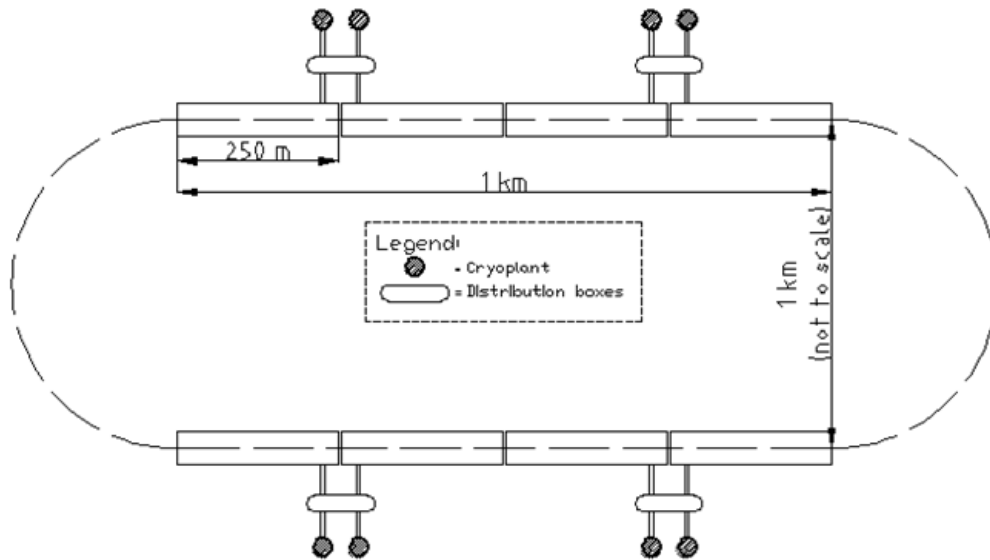 250 m
1 km
Legend:
- Cryoplant
= Distribution boxes
1 km
(not to scale)